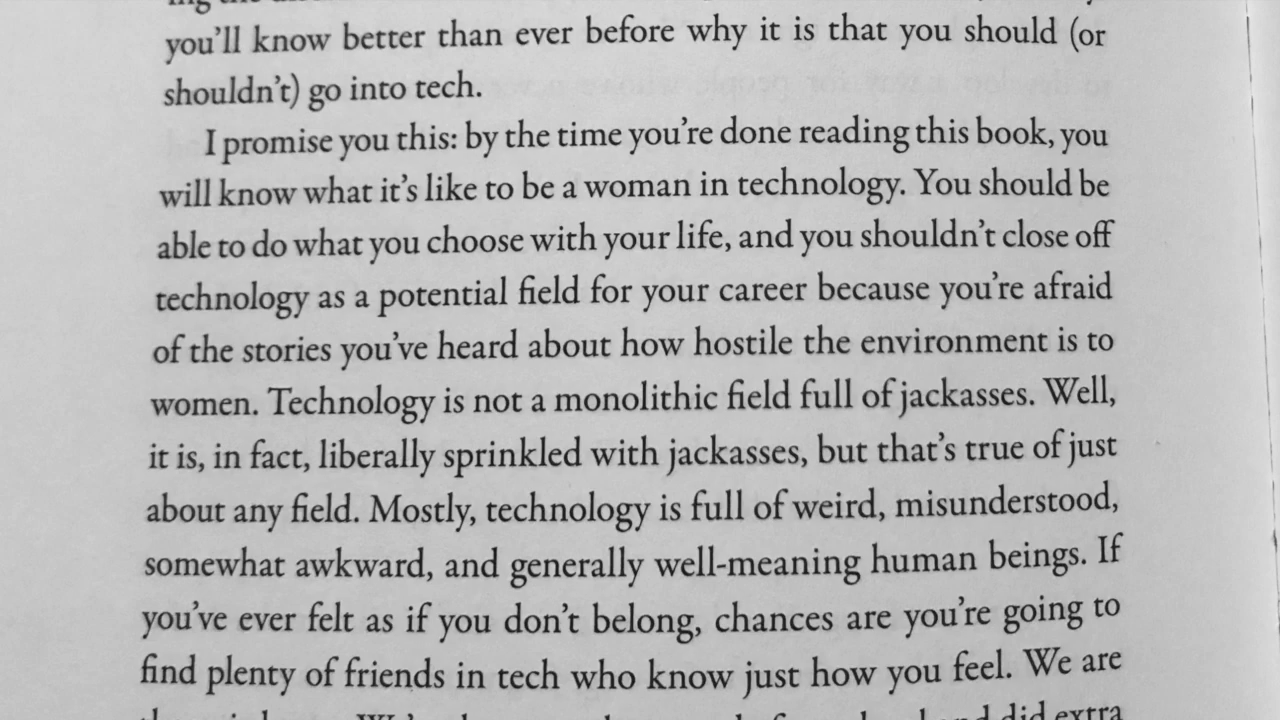 you'll know better than ever before why it is that you should (or
shouldn't) go into tech.
I promise you this: by the time you're done reading this book, you
will know what it's like to be a woman in technology. You should be
able to do what you choose with your life, and you shouldn't close off
technology as a potential field for your career because you're afraid
of the stories you've heard about how hostile the environment is to
women. Technology is not a monolithic field full of jackasses. Well,
it is, in fact, liberally sprinkled with jackasses, but that's true of just
about any field. Mostly, technology is full of weird, misunderstood,
somewhat awkward, and generally well-meaning human beings. If
you've ever felt as if you don't belong, chances are you're going to
find plenty of friends in tech who know just how you feel. We are
did extra